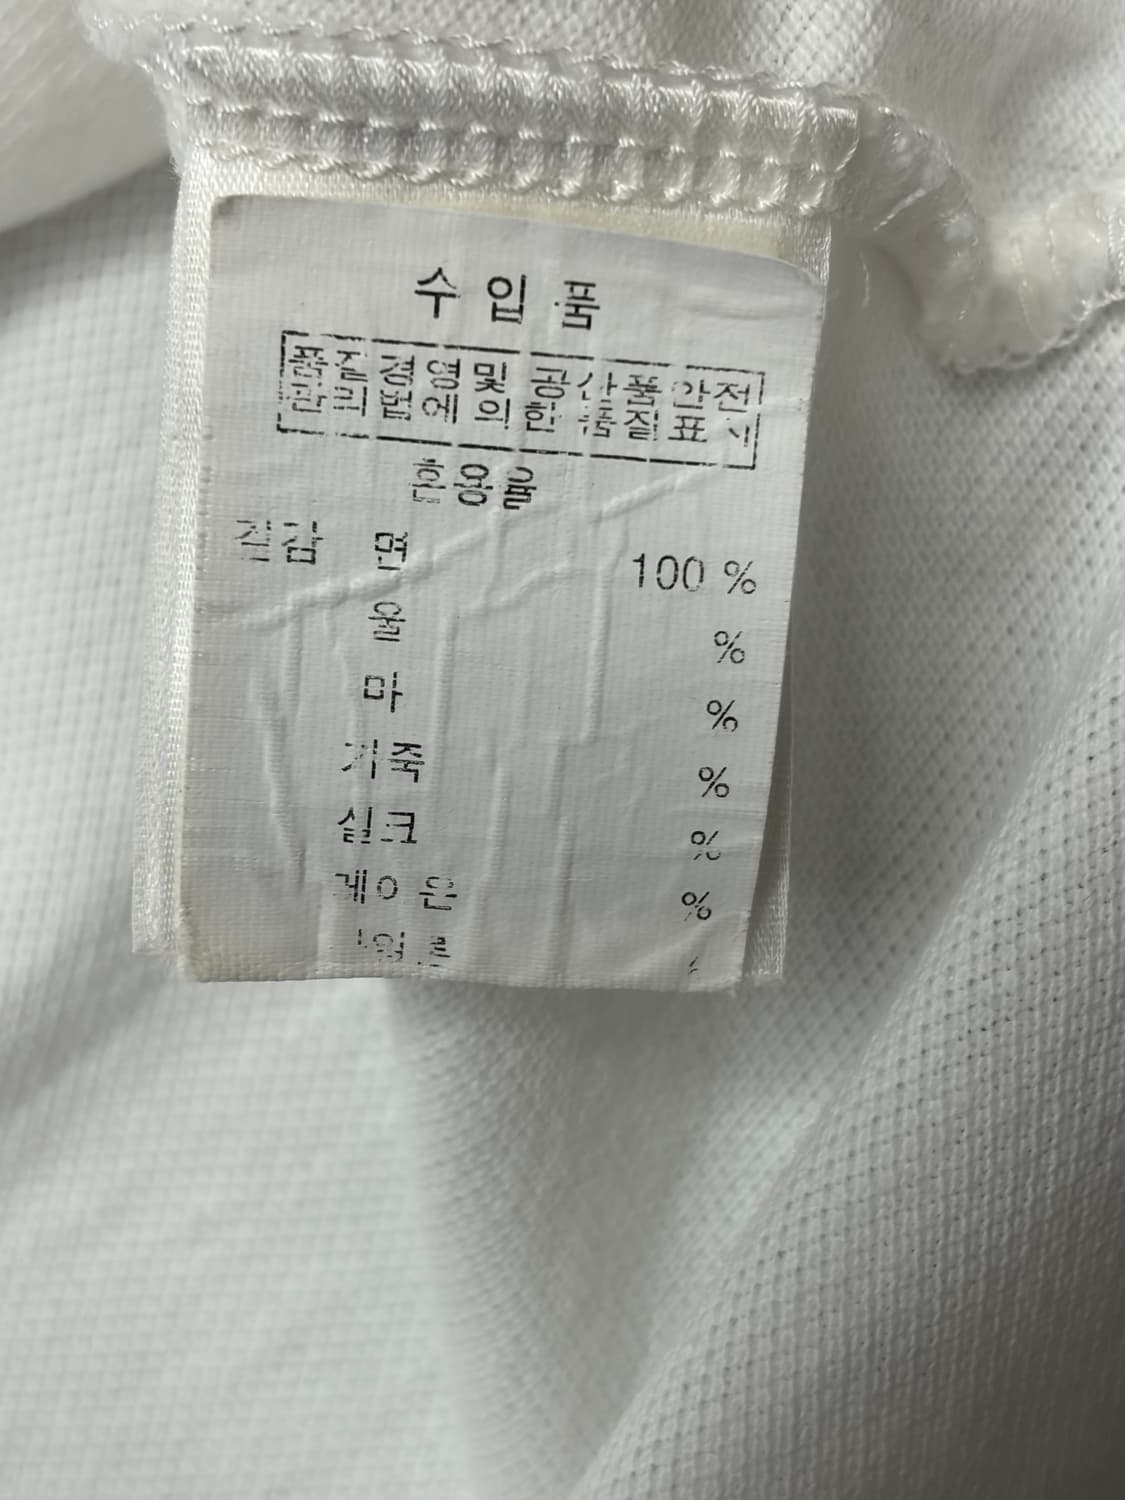 수입품
품질경영및 공산품안전
관리법에 의한 품질표시
혼용율
겉감 면 100 %
울 %
마 %
가죽 %
실크 %
레이온 %